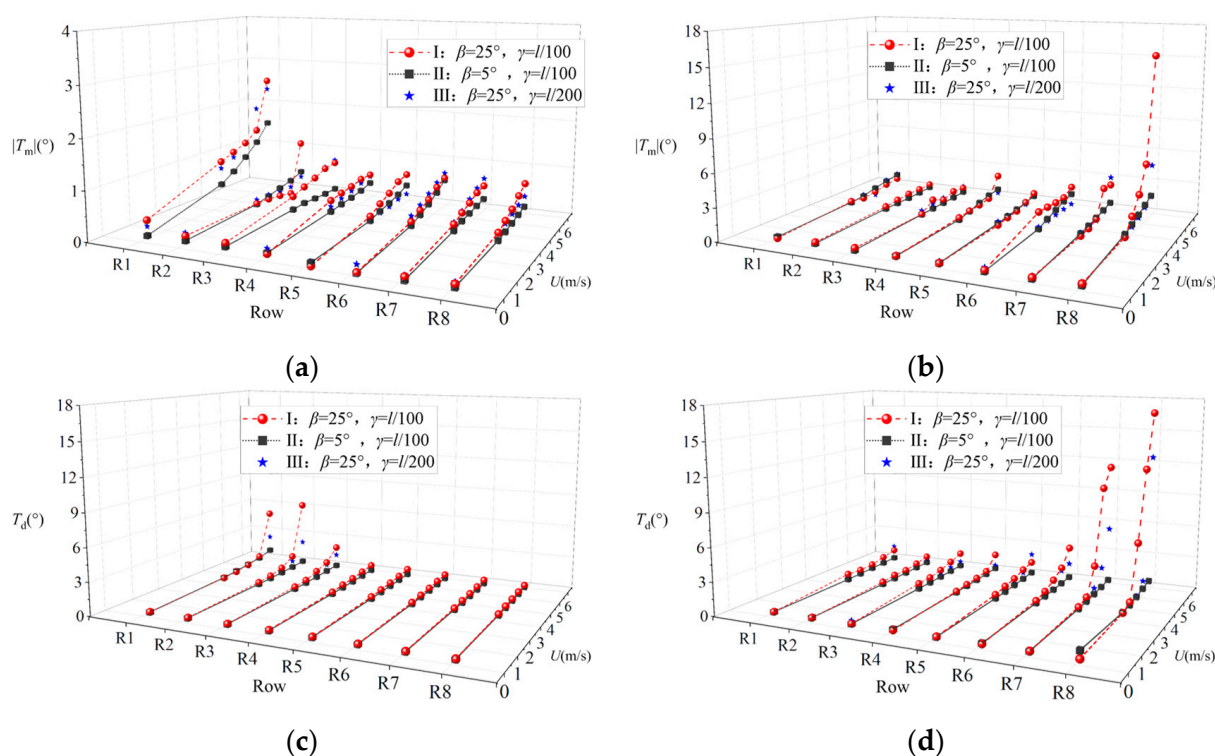 4
3
2
1
0
|Tm|(°)
I: β=25°, γ=l/100
II: β=5° , γ=l/100
III: β=25°, γ=l/200
R1
R2
R3
R4
R5
R6
R7
R8
Row
0
1
2
3
4
5
6
U(m/s)
(a)
18
15
12
9
6
3
0
|Tm|(°)
I: β=25°, γ=l/100
II: β=5° , γ=l/100
III: β=25°, γ=l/200
R1
R2
R3
R4
R5
R6
R7
R8
Row
0
1
2
3
4
5
6
U(m/s)
(b)
18
15
12
9
6
3
0
Td(°)
I: β=25°, γ=l/100
II: β=5° , γ=l/100
III: β=25°, γ=l/200
R1
R2
R3
R4
R5
R6
R7
R8
Row
0
1
2
3
4
5
6
U(m/s)
(c)
18
15
12
9
6
3
0
Td(°)
I: β=25°, γ=l/100
II: β=5° , γ=l/100
III: β=25°, γ=l/200
R1
R2
R3
R4
R5
R6
R7
R8
Row
0
1
2
3
4
5
6
U(m/s)
(d)